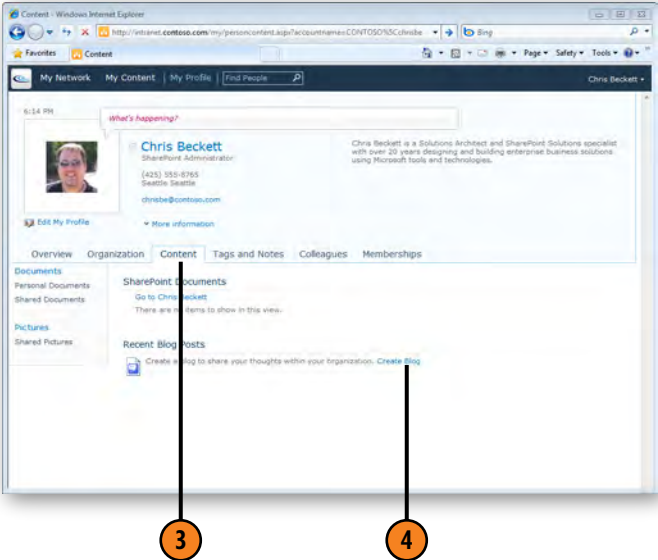 Content - Windows Internet Explorer
http://intranet.contoso.com/my/personcontent.aspx?accountname=CONTOSO%5Cchrisbe
Bing
Favorites Content Page Safety Tools
My Network My Content My Profile Find People Chris Beckett
6:14 PM
What's happening?
Chris Beckett
SharePoint Administrator
(425) 555-8765
Seattle Seattle
chrisbe@contoso.com
Chris Beckett is a Solutions Architect and SharePoint Solutions specialist
with over 20 years designing and building enterprise business solutions
using Microsoft tools and technologies.
Edit My Profile More information
Overview Organization Content Tags and Notes Colleagues Memberships
Documents
Personal Documents
Shared Documents
Pictures
Shared Pictures
SharePoint Documents
Go to Chris Beckett
There are no items to show in this view.
Recent Blog Posts
Create a blog to share your thoughts within your organization. Create Blog
3 4